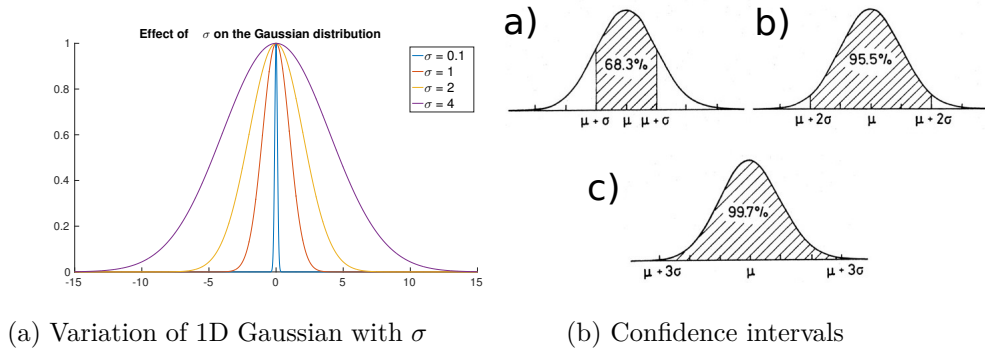 Effect of σ on the Gaussian distribution
1
0.8
0.6
0.4
0.2
0
-15 -10 -5 0 5 10 15
σ = 0.1
σ = 1
σ = 2
σ = 4
(a) Variation of 1D Gaussian with σ
a)
68.3%
μ + σ μ μ + σ
b)
95.5%
μ + 2σ μ μ + 2σ
c)
99.7%
μ + 3σ μ μ + 3σ
(b) Confidence intervals